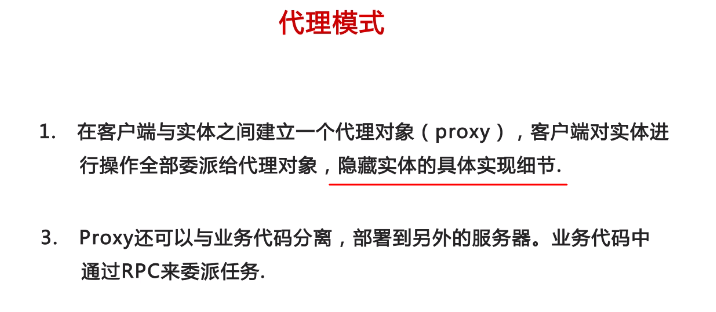 代理模式
1. 在客户端与实体之间建立一个代理对象（proxy），客户端对实体进
行操作全部委派给代理对象，隐藏实体的具体实现细节.
3. Proxy还可以与业务代码分离，部署到另外的服务器。业务代码中
通过RPC来委派任务.